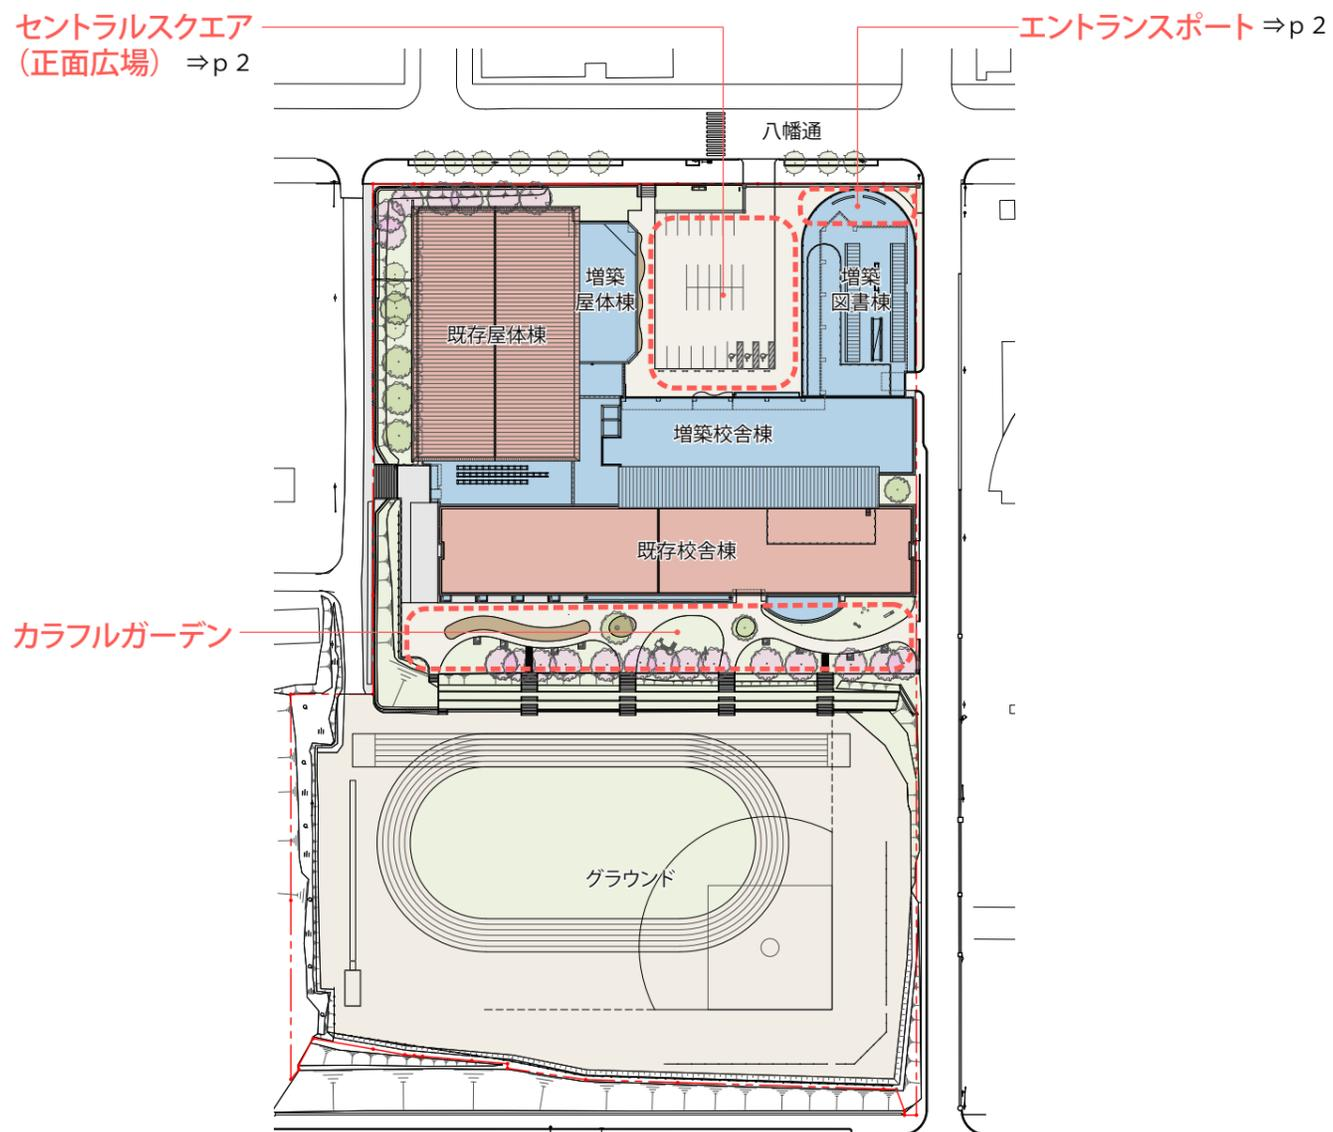 セントラルスクエア
（正面広場） ⇒p 2
エントランスポート ⇒p 2
八幡通
増築
屋体棟
増築
図書棟
既存屋体棟
増築校舎棟
既存校舎棟
カラフルガーデン
グラウンド